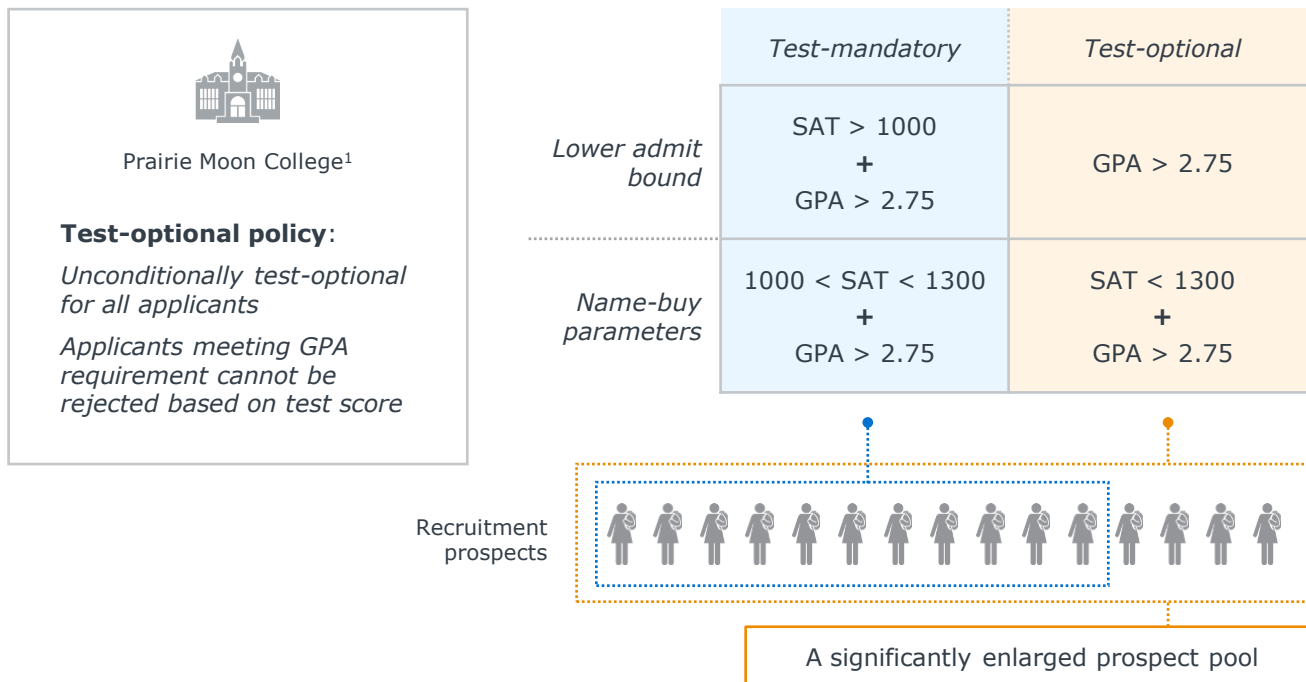 Prairie Moon College¹
Test-optional policy:
Unconditionally test-optional
for all applicants
Applicants meeting GPA
requirement cannot be
rejected based on test score
Test-mandatory
Test-optional
Lower admit
bound
SAT > 1000
+
GPA > 2.75
GPA > 2.75
Name-buy
parameters
1000 < SAT < 1300
+
GPA > 2.75
SAT < 1300
+
GPA > 2.75
Recruitment
prospects
A significantly enlarged prospect pool